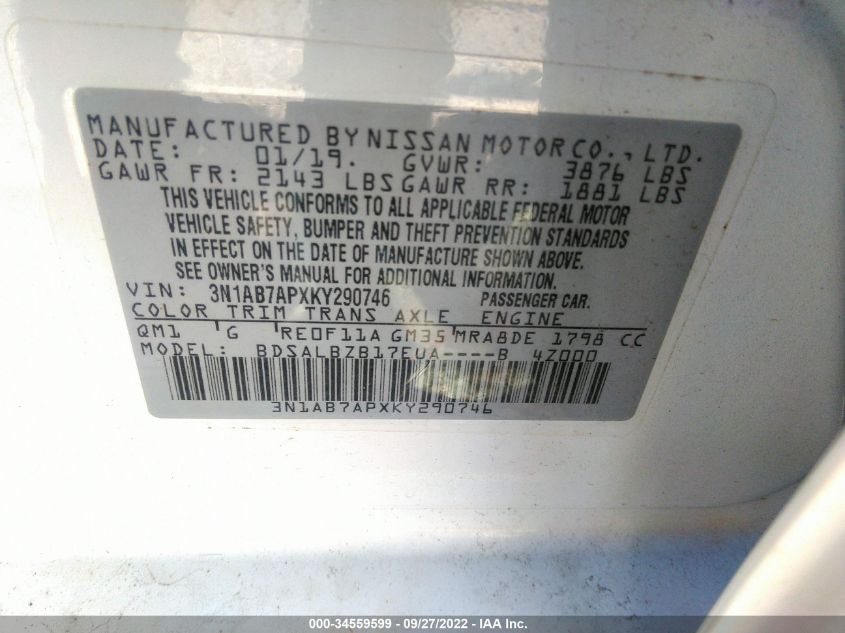 MANUFACTURED BY NISSAN MOTOR CO., LTD.
DATE: 01/19. GVWR: 3876 LBS
GAWR FR: 2143 LBS GAWR RR: 1881 LBS
THIS VEHICLE CONFORMS TO ALL APPLICABLE FEDERAL MOTOR
VEHICLE SAFETY, BUMPER AND THEFT PREVENTION STANDARDS
IN EFFECT ON THE DATE OF MANUFACTURE SHOWN ABOVE.
SEE OWNER'S MANUAL FOR ADDITIONAL INFORMATION.
VIN: 3N1AB7APXKY290746 PASSENGER CAR.
COLOR TRIM TRANS AXLE ENGINE
QM1 G RE0F11A GM35 MRA8DE 1798 CC
MODEL: BDSALBZB17EUA----B 4Z000
3N1AB7APXKY290746
000-34559599 / 09/27/2022 - IAA Inc.